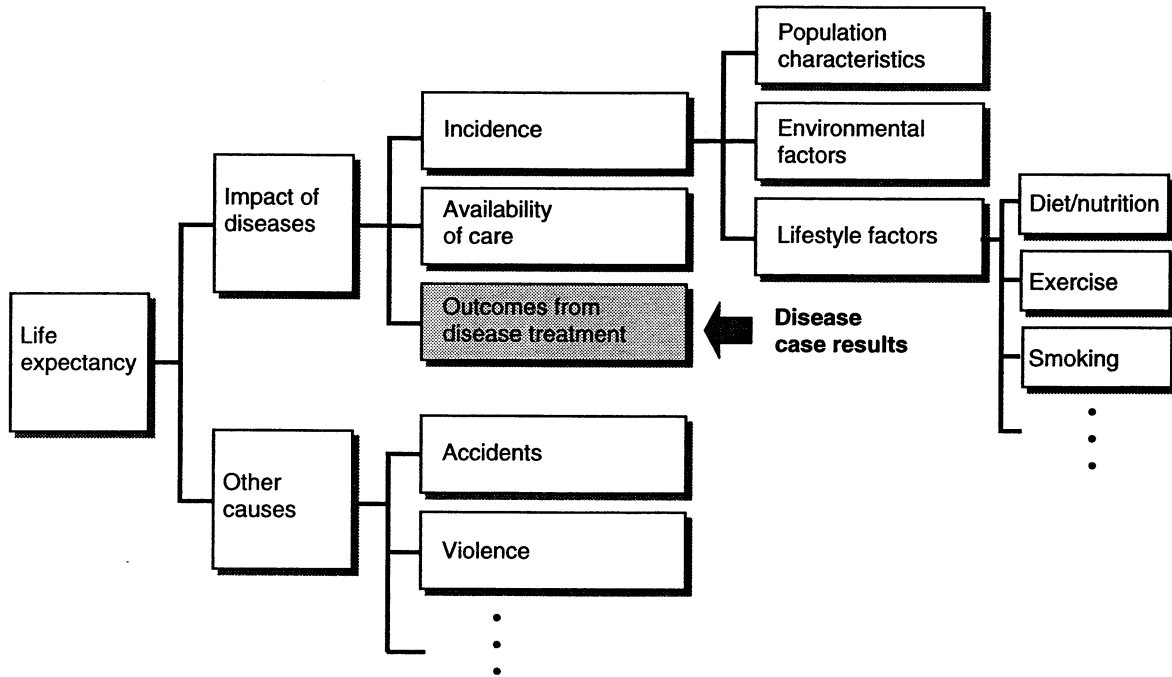 Life
expectancy
Impact of
diseases
Other
causes
Incidence
Availability
of care
Outcomes from
disease treatment
Accidents
Violence
Population
characteristics
Environmental
factors
Lifestyle factors
Disease
case results
Diet/nutrition
Exercise
Smoking